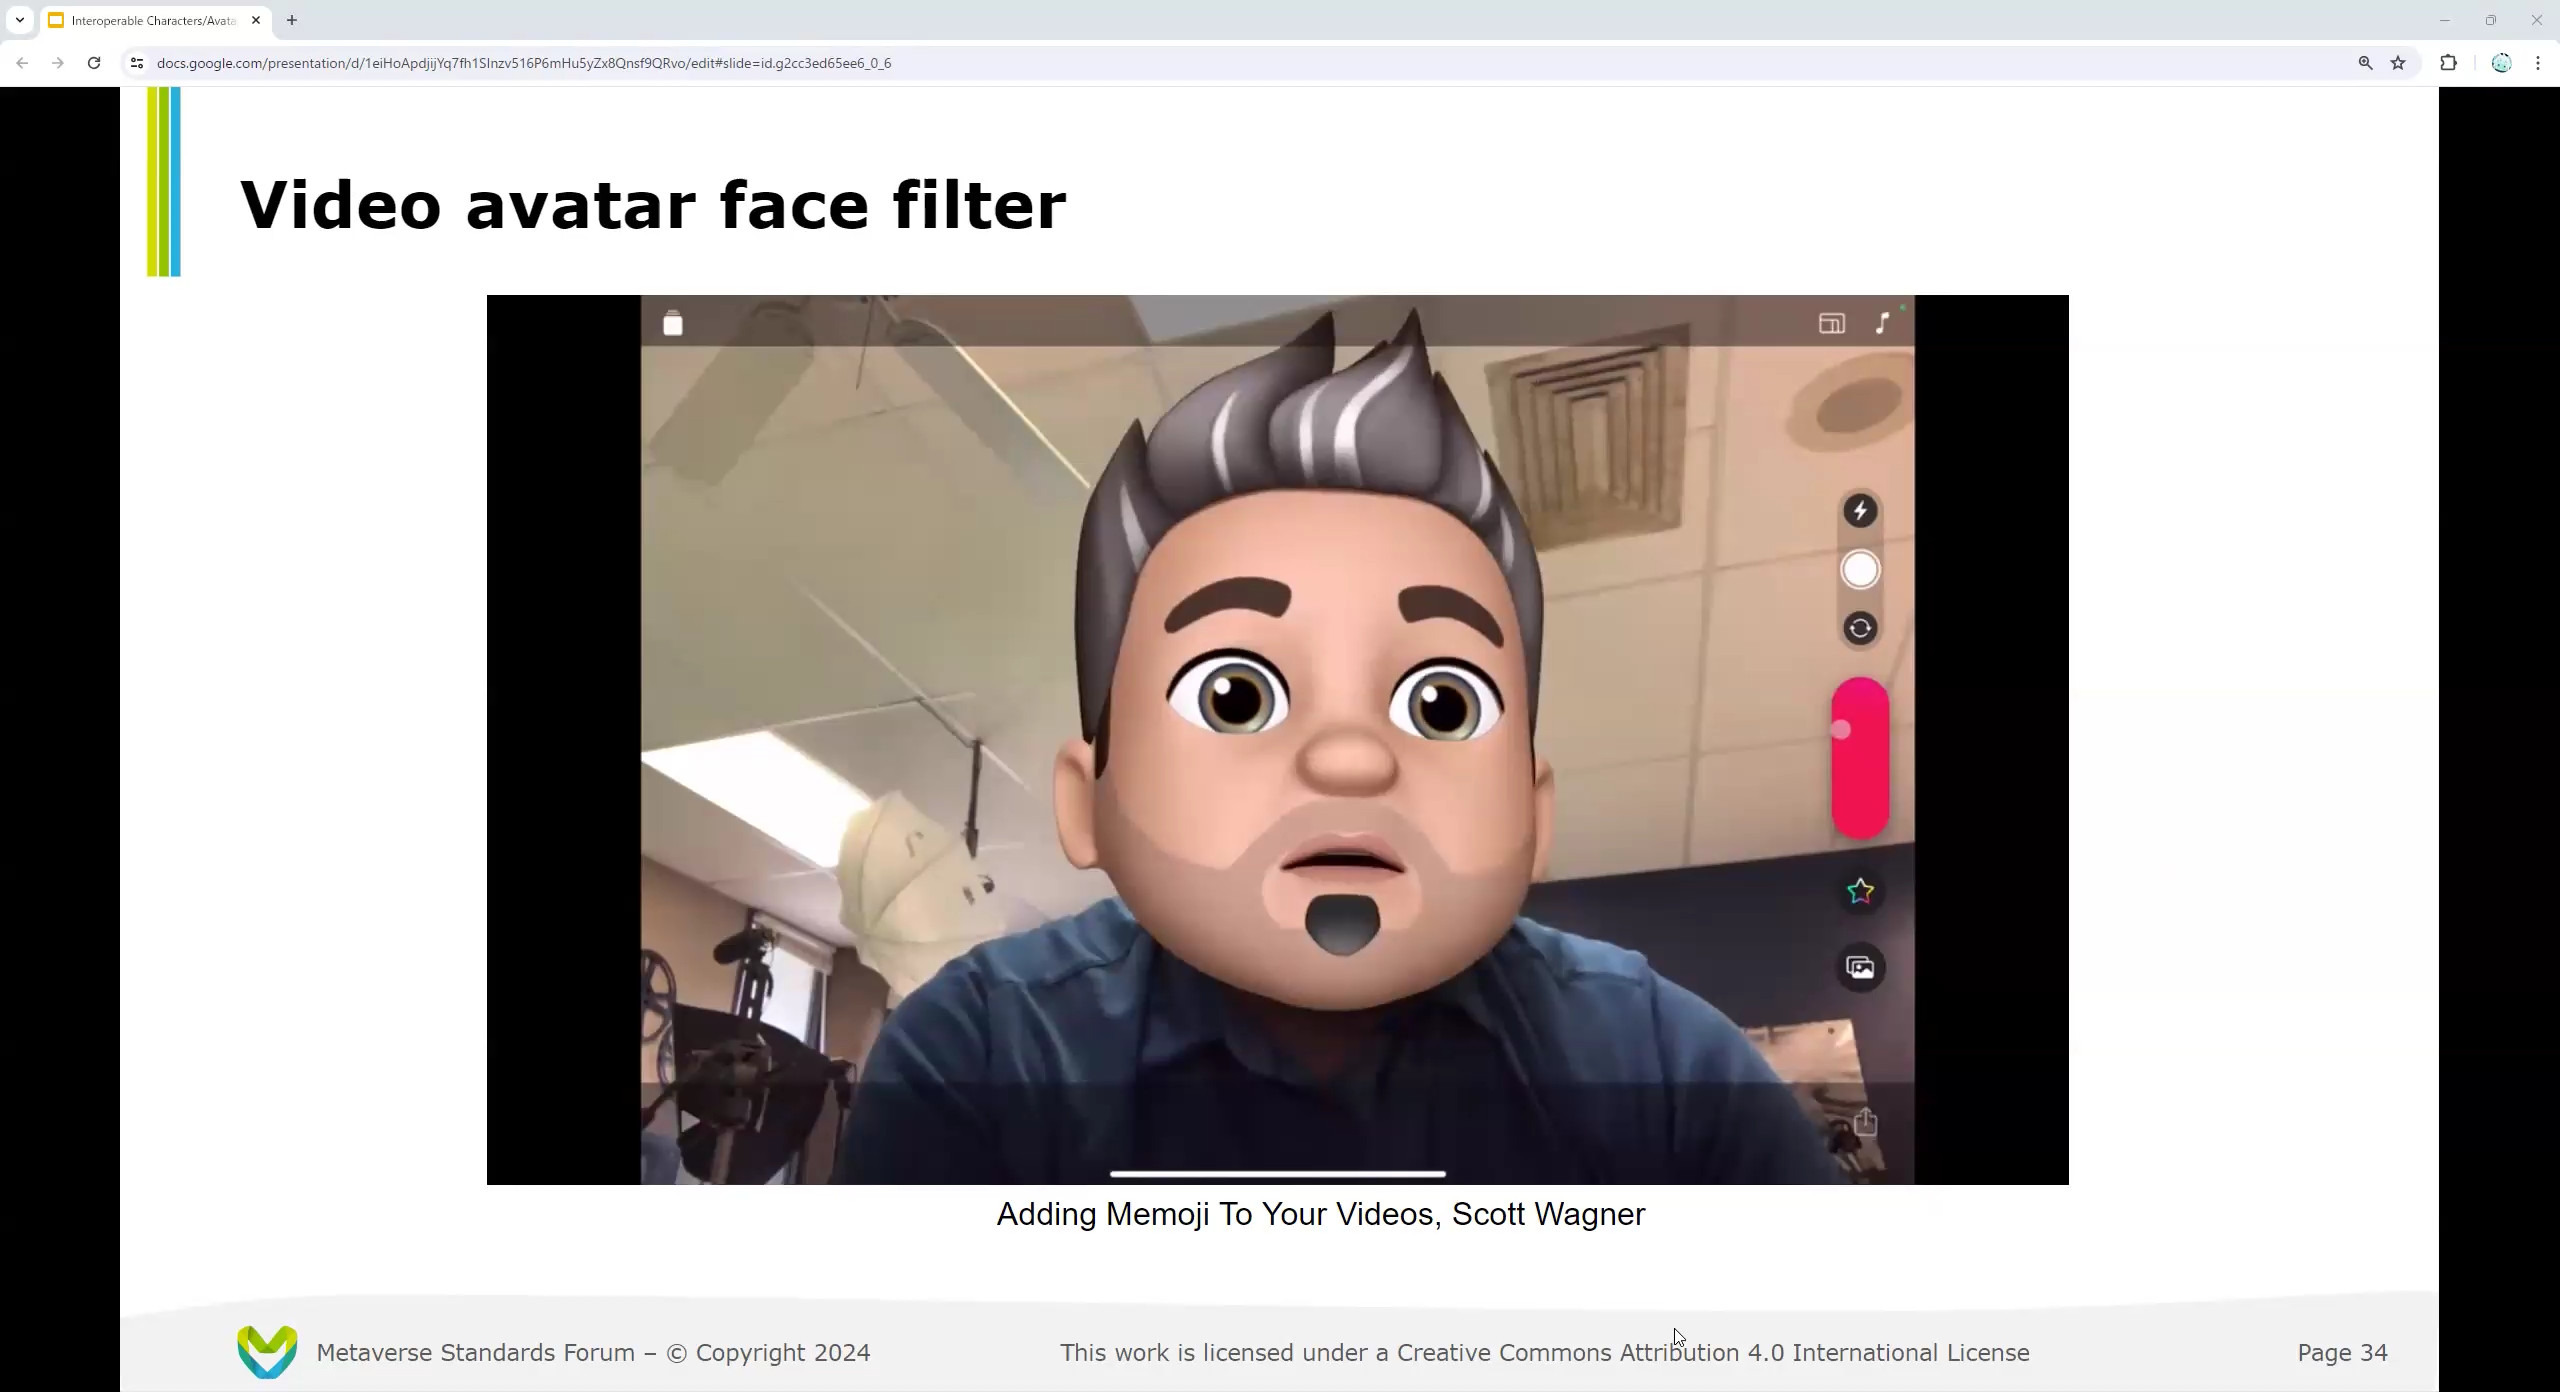 Interoperable Characters/Avata
docs.google.com/presentation/d/1eiHoApdjijYq7fh1SInzv516P6mHu5yZx8Qnsf9QRvo/edit#slide=id.g2cc3ed65ee6_0_6
Video avatar face filter
Adding Memoji To Your Videos, Scott Wagner
Metaverse Standards Forum – © Copyright 2024
This work is licensed under a Creative Commons Attribution 4.0 International License
Page 34